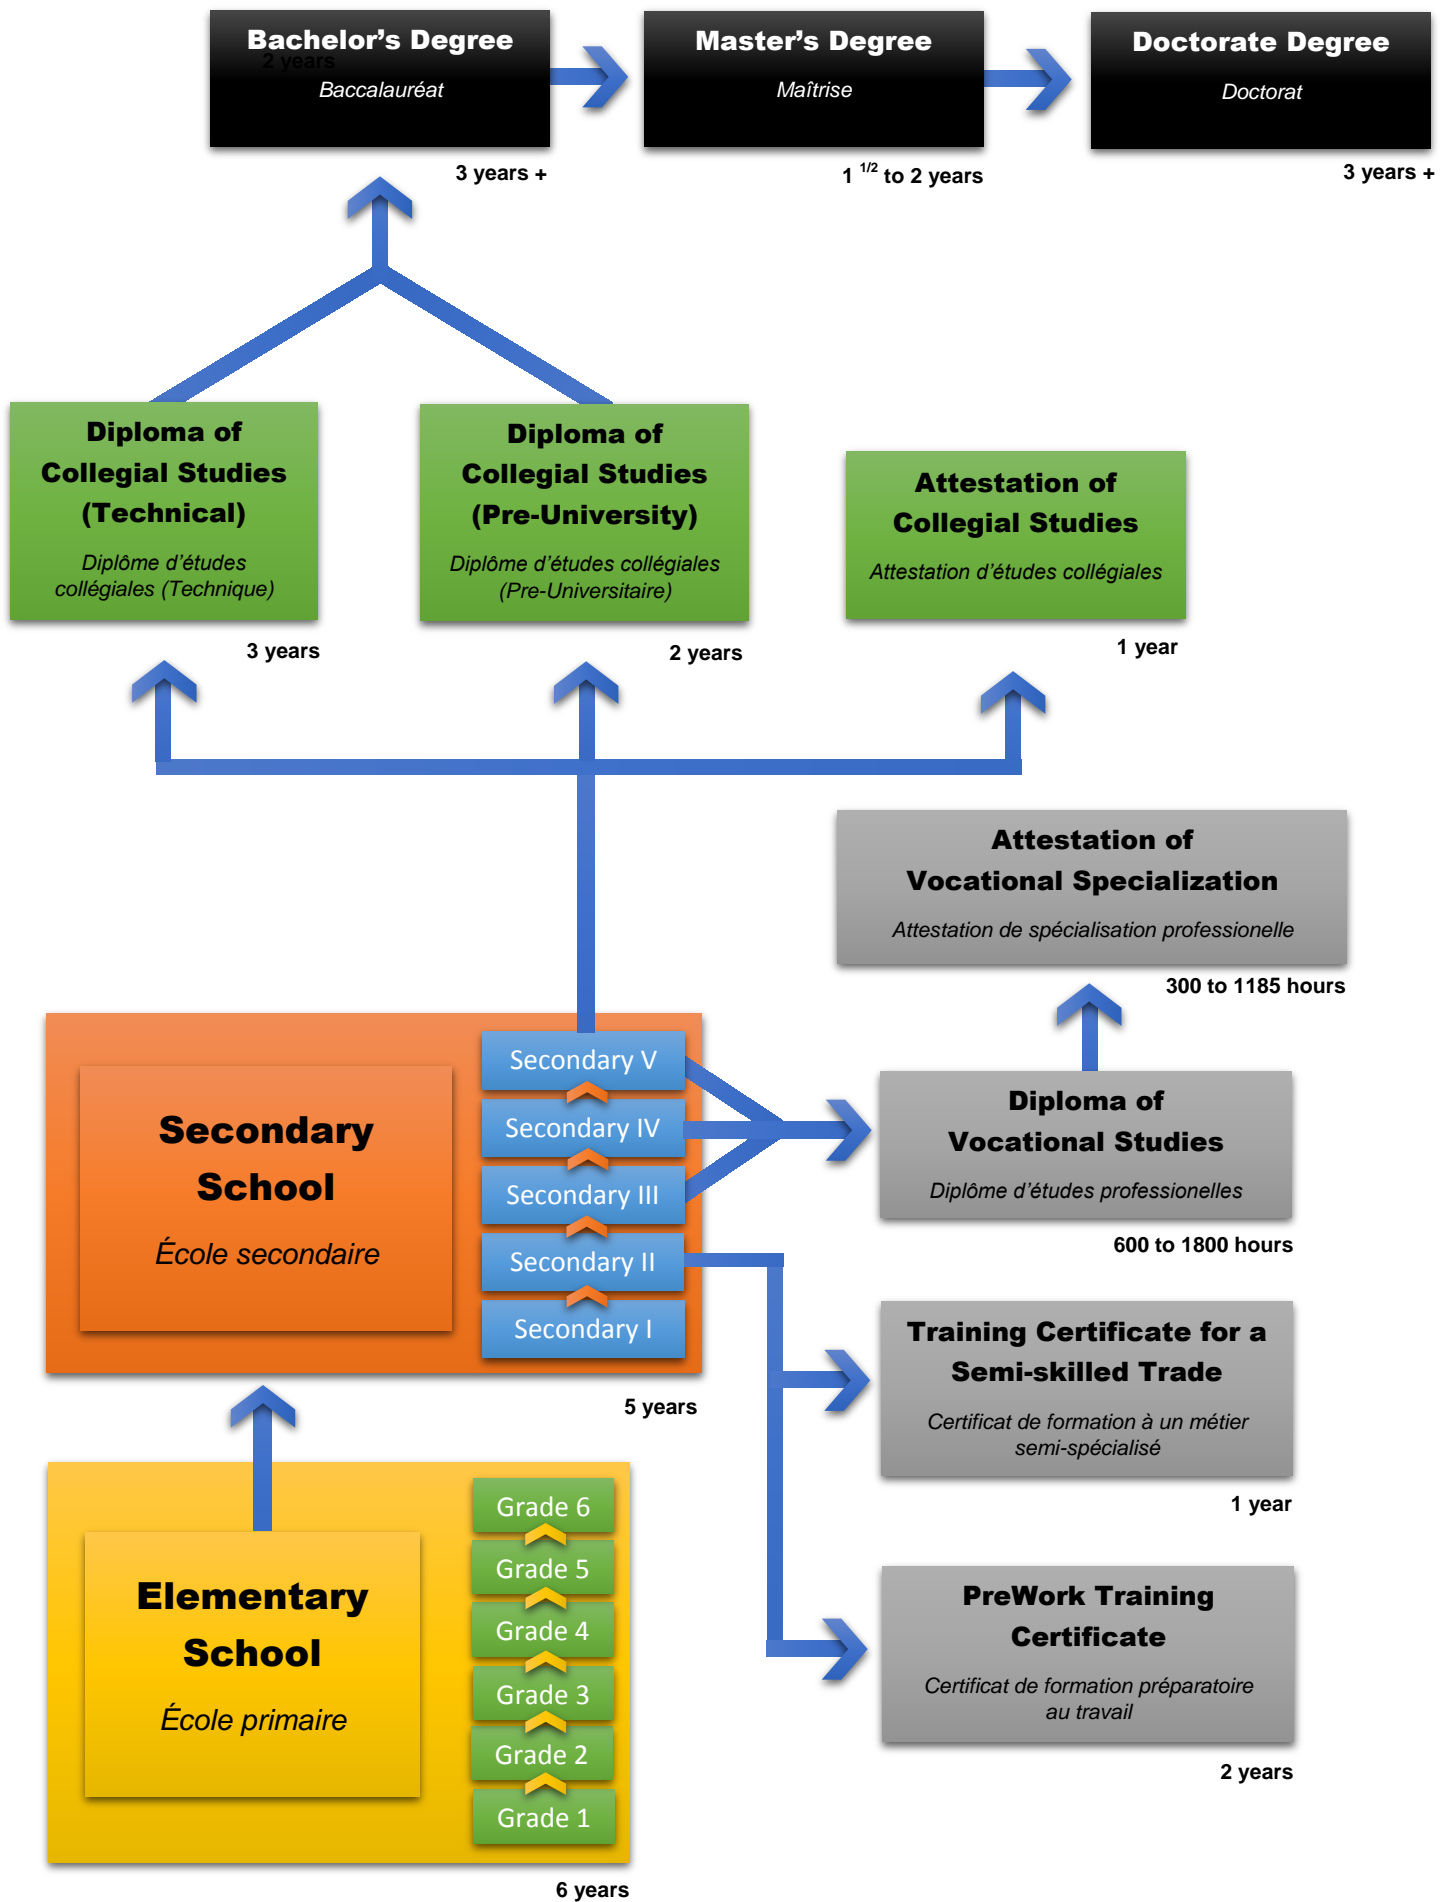 Bachelor's Degree
2 years
Baccalauréat
3 years +
Master's Degree
Maîtrise
1 1/2 to 2 years
Doctorate Degree
Doctorat
3 years +
Diploma of
Collegial Studies
(Technical)
Diplôme d'études
collégiales (Technique)
3 years
Diploma of
Collegial Studies
(Pre-University)
Diplôme d'études collégiales
(Pre-Universitaire)
2 years
Attestation of
Collegial Studies
Attestation d'études collégiales
1 year
Attestation of
Vocational Specialization
Attestation de spécialisation professionelle
300 to 1185 hours
Secondary
School
École secondaire
Secondary V
Secondary IV
Secondary III
Secondary II
Secondary I
5 years
Diploma of
Vocational Studies
Diplôme d'études professionelles
600 to 1800 hours
Training Certificate for a
Semi-skilled Trade
Certificat de formation à un métier
semi-spécialisé
1 year
Elementary
School
École primaire
Grade 6
Grade 5
Grade 4
Grade 3
Grade 2
Grade 1
6 years
PreWork Training
Certificate
Certificat de formation préparatoire
au travail
2 years